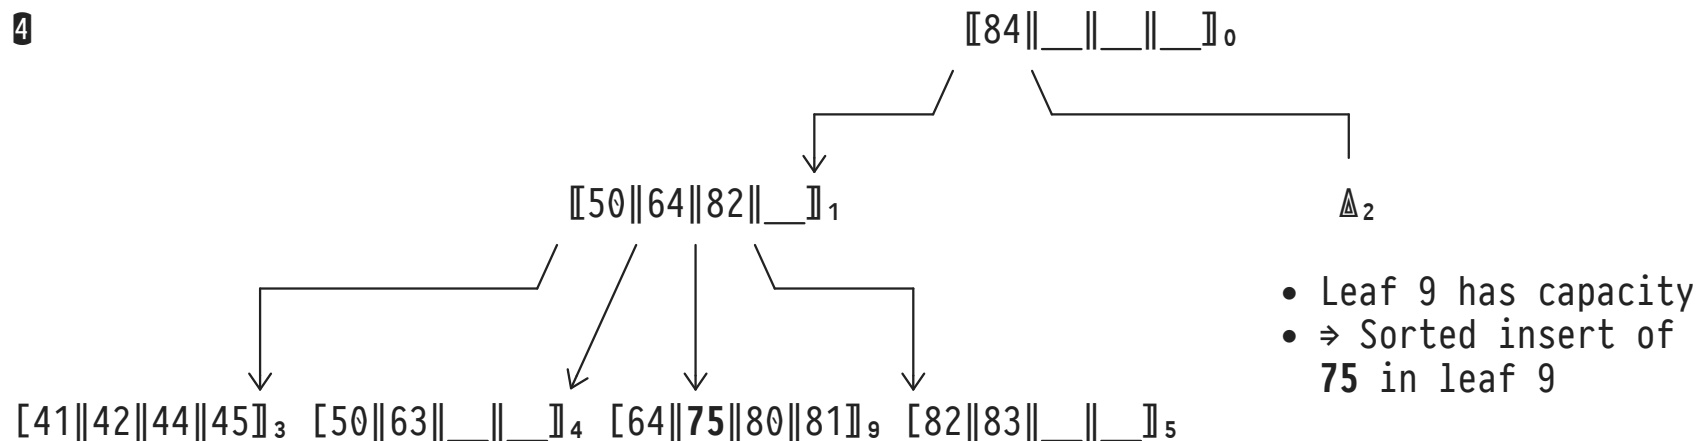 4 ⟦84‖__‖__‖__⟧₀
⟦50‖64‖82‖__⟧₁ ◬₂
• Leaf 9 has capacity
• ⇒ Sorted insert of
75 in leaf 9
[41‖42‖44‖45⟧₃ [50‖63‖__‖__⟧₄ [64‖75‖80‖81⟧₉ [82‖83‖__‖__⟧₅